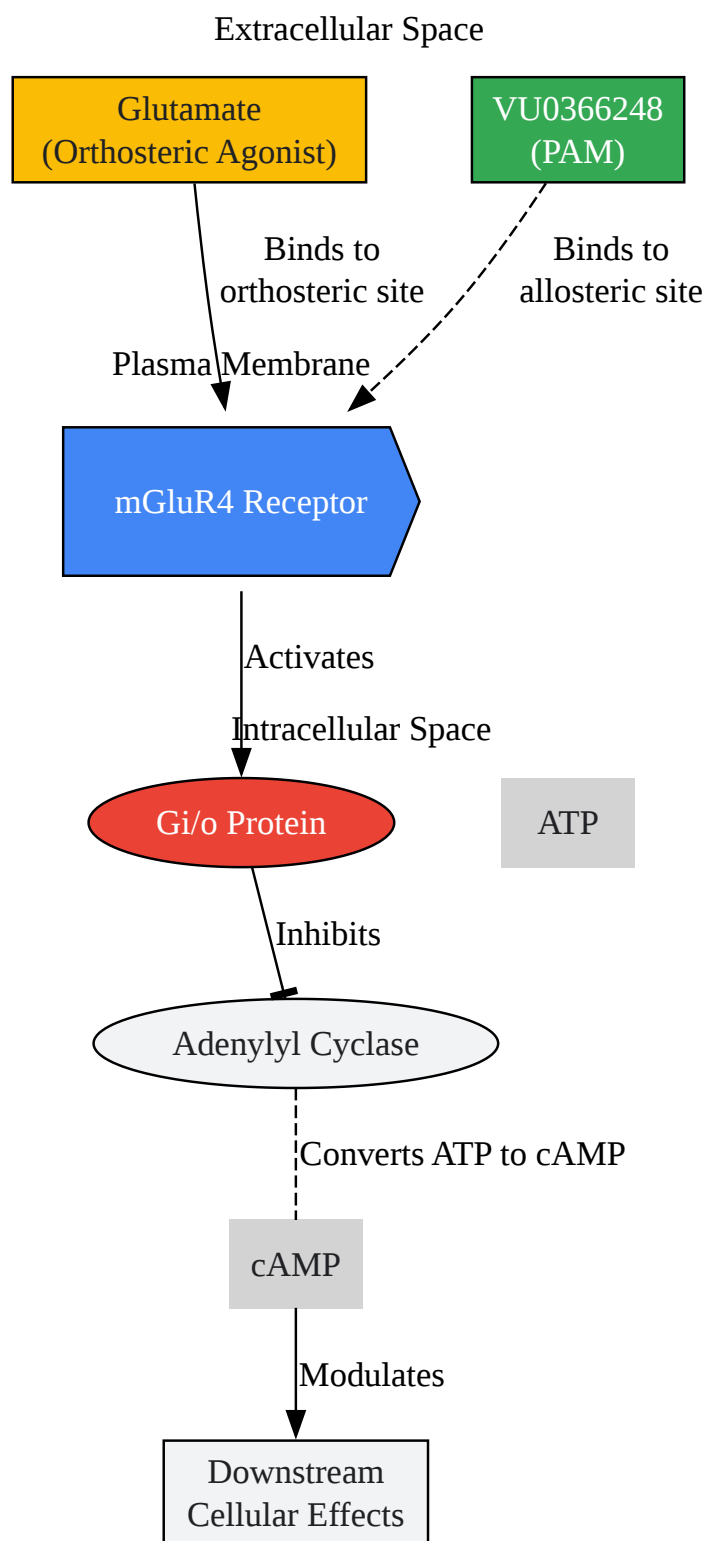 Extracellular Space
Glutamate
(Orthosteric Agonist)
VU0366248
(PAM)
Binds to
orthosteric site
Binds to
allosteric site
Plasma Membrane
mGluR4 Receptor
Activates
Intracellular Space
Gi/o Protein
ATP
Inhibits
Adenylyl Cyclase
Converts ATP to cAMP
cAMP
Modulates
Downstream
Cellular Effects